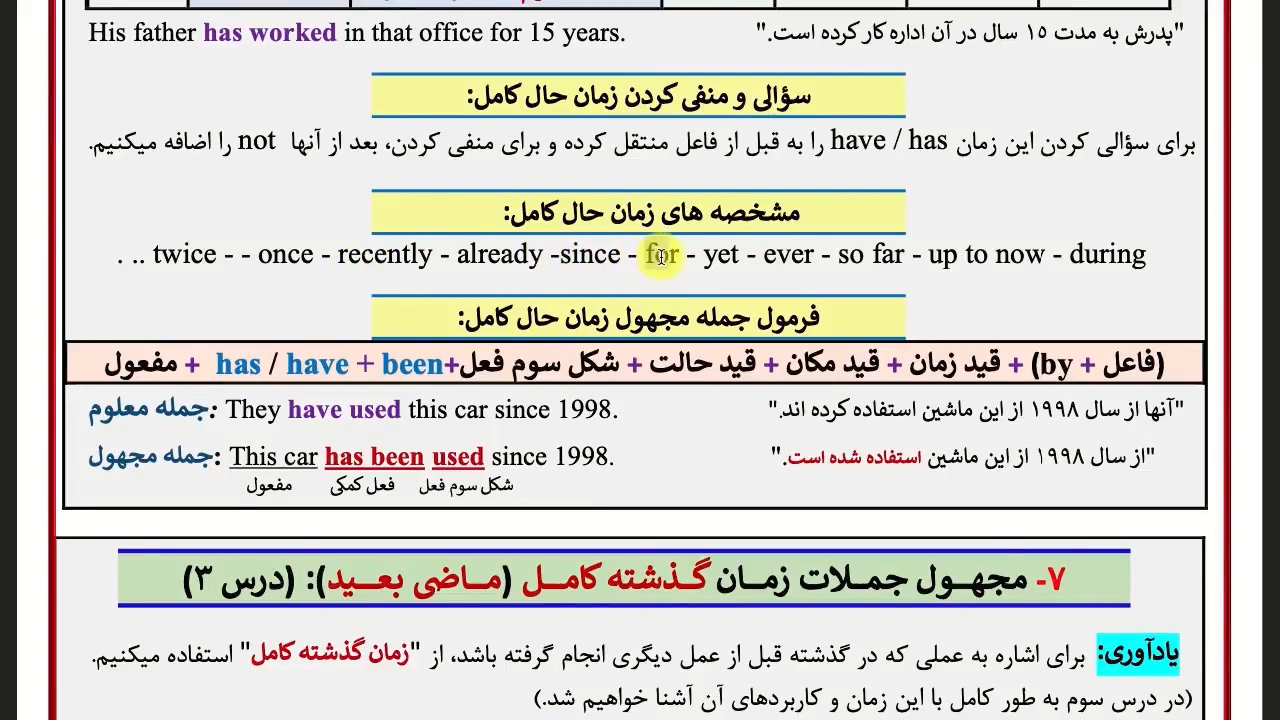 His father has worked in that office for 15 years. "پدرش به مدت ۱۵ سال در آن اداره کار کرده است."
سؤالی و منفی کردن زمان حال کامل:
برای سؤالی کردن این زمان have / has را به قبل از فاعل منتقل کرده و برای منفی کردن، بعد از آنها not را اضافه میکنیم.
مشخصه های زمان حال کامل:
. .. twice - - once - recently - already -since - for - yet - ever - so far - up to now - during
فرمول جمله مجهول زمان حال کامل:
مفعول + has / have + been+شکل سوم فعل + قید حالت + قید مکان + قید زمان + (by + فاعل)
جمله معلوم: They have used this car since 1998. "آنها از سال ۱۹۹۸ از این ماشین استفاده کرده اند."
جمله مجهول: This car has been used since 1998. "از سال ۱۹۹۸ از این ماشین استفاده شده است."
مفعول فعل کمکی شکل سوم فعل
۷- مجهـول جمـلات زمـان گـذشته کامـل (مـاضی بعـید): (درس ۳)
یادآوری: برای اشاره به عملی که در گذشته قبل از عمل دیگری انجام گرفته باشد، از "زمان گذشته کامل" استفاده میکنیم.
(در درس سوم به طور کامل با این زمان و کاربردهای آن آشنا خواهیم شد.)